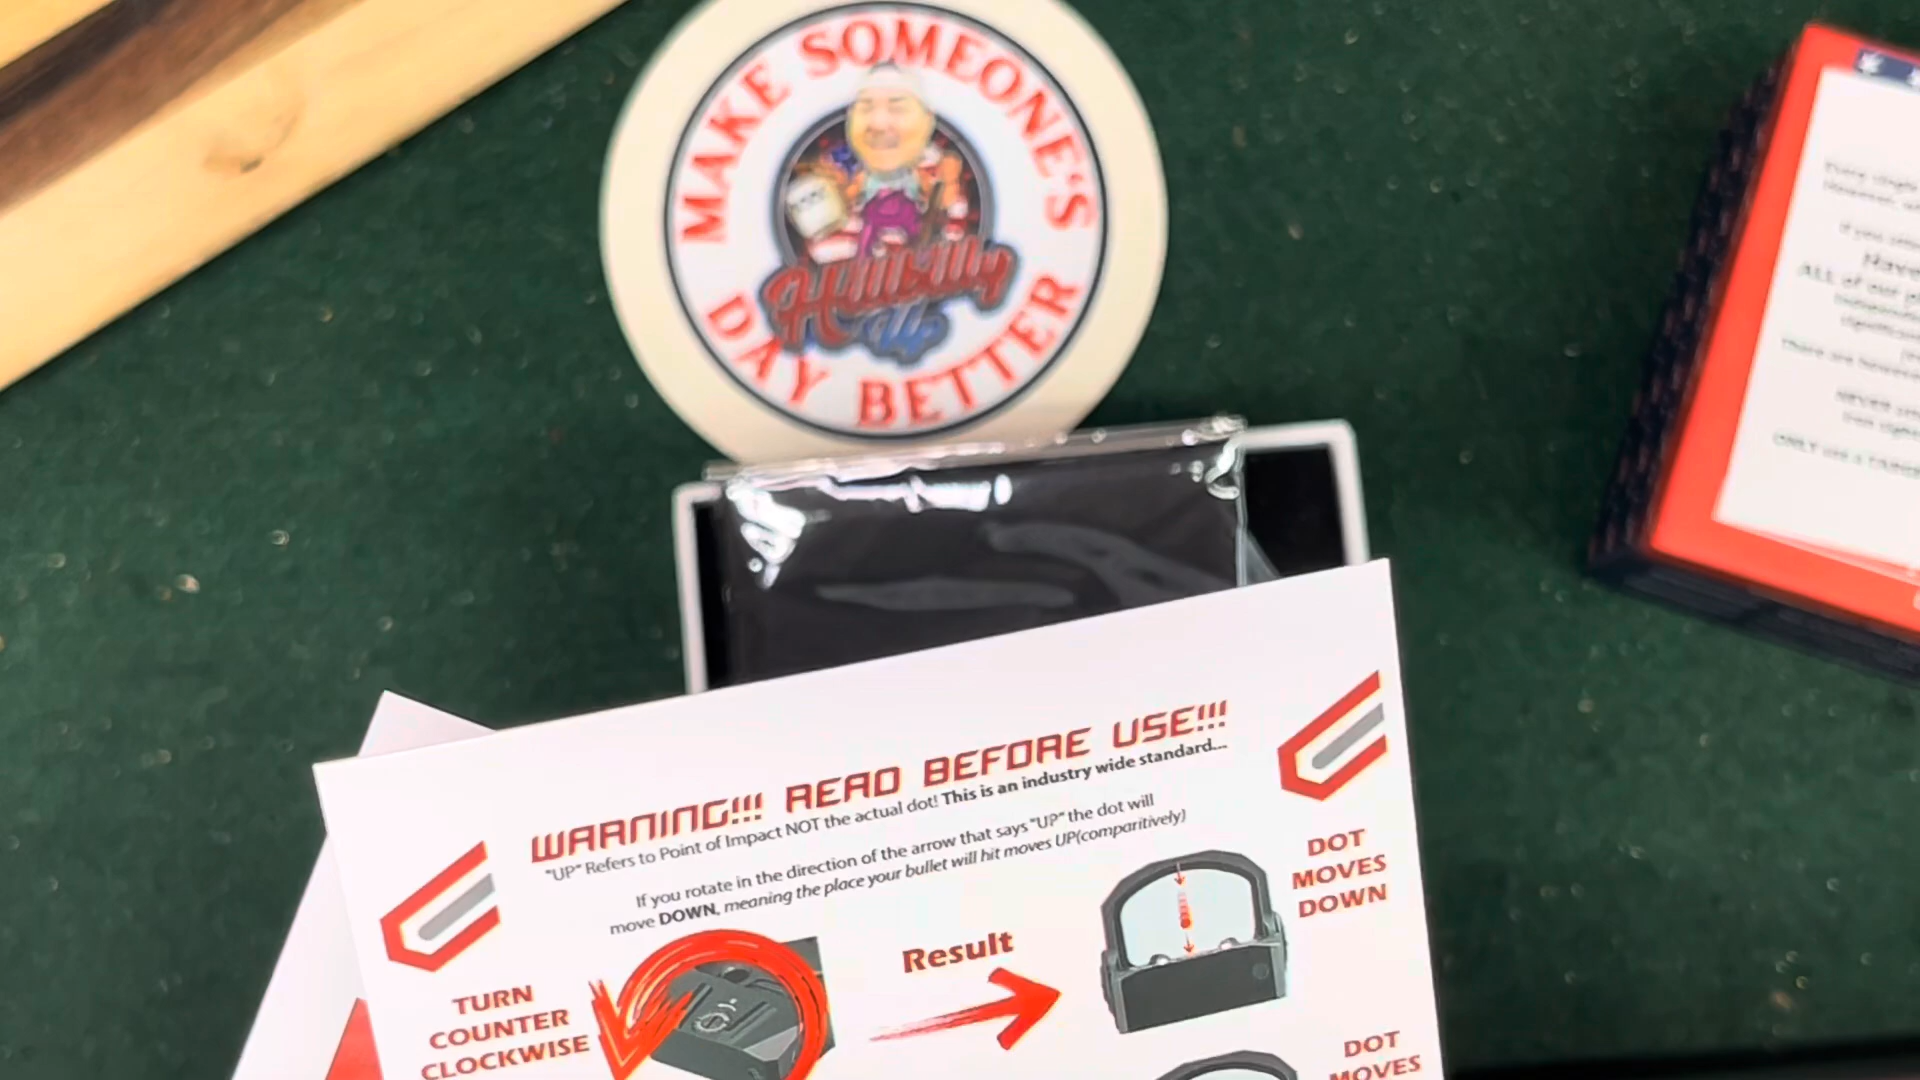 MAKE SOMEONE'S
DAY BETTER
Hillbilly
Up
WARNING!!! READ BEFORE USE!!!
"UP" Refers to Point of Impact NOT the actual dot! This is an industry wide standard...
If you rotate in the direction of the arrow that says "UP" the dot will
move DOWN, meaning the place your bullet will hit moves UP(comparitively)
TURN
COUNTER
CLOCKWISE
Result
DOT
MOVES
DOWN
DOT
MOVES
ALL of our